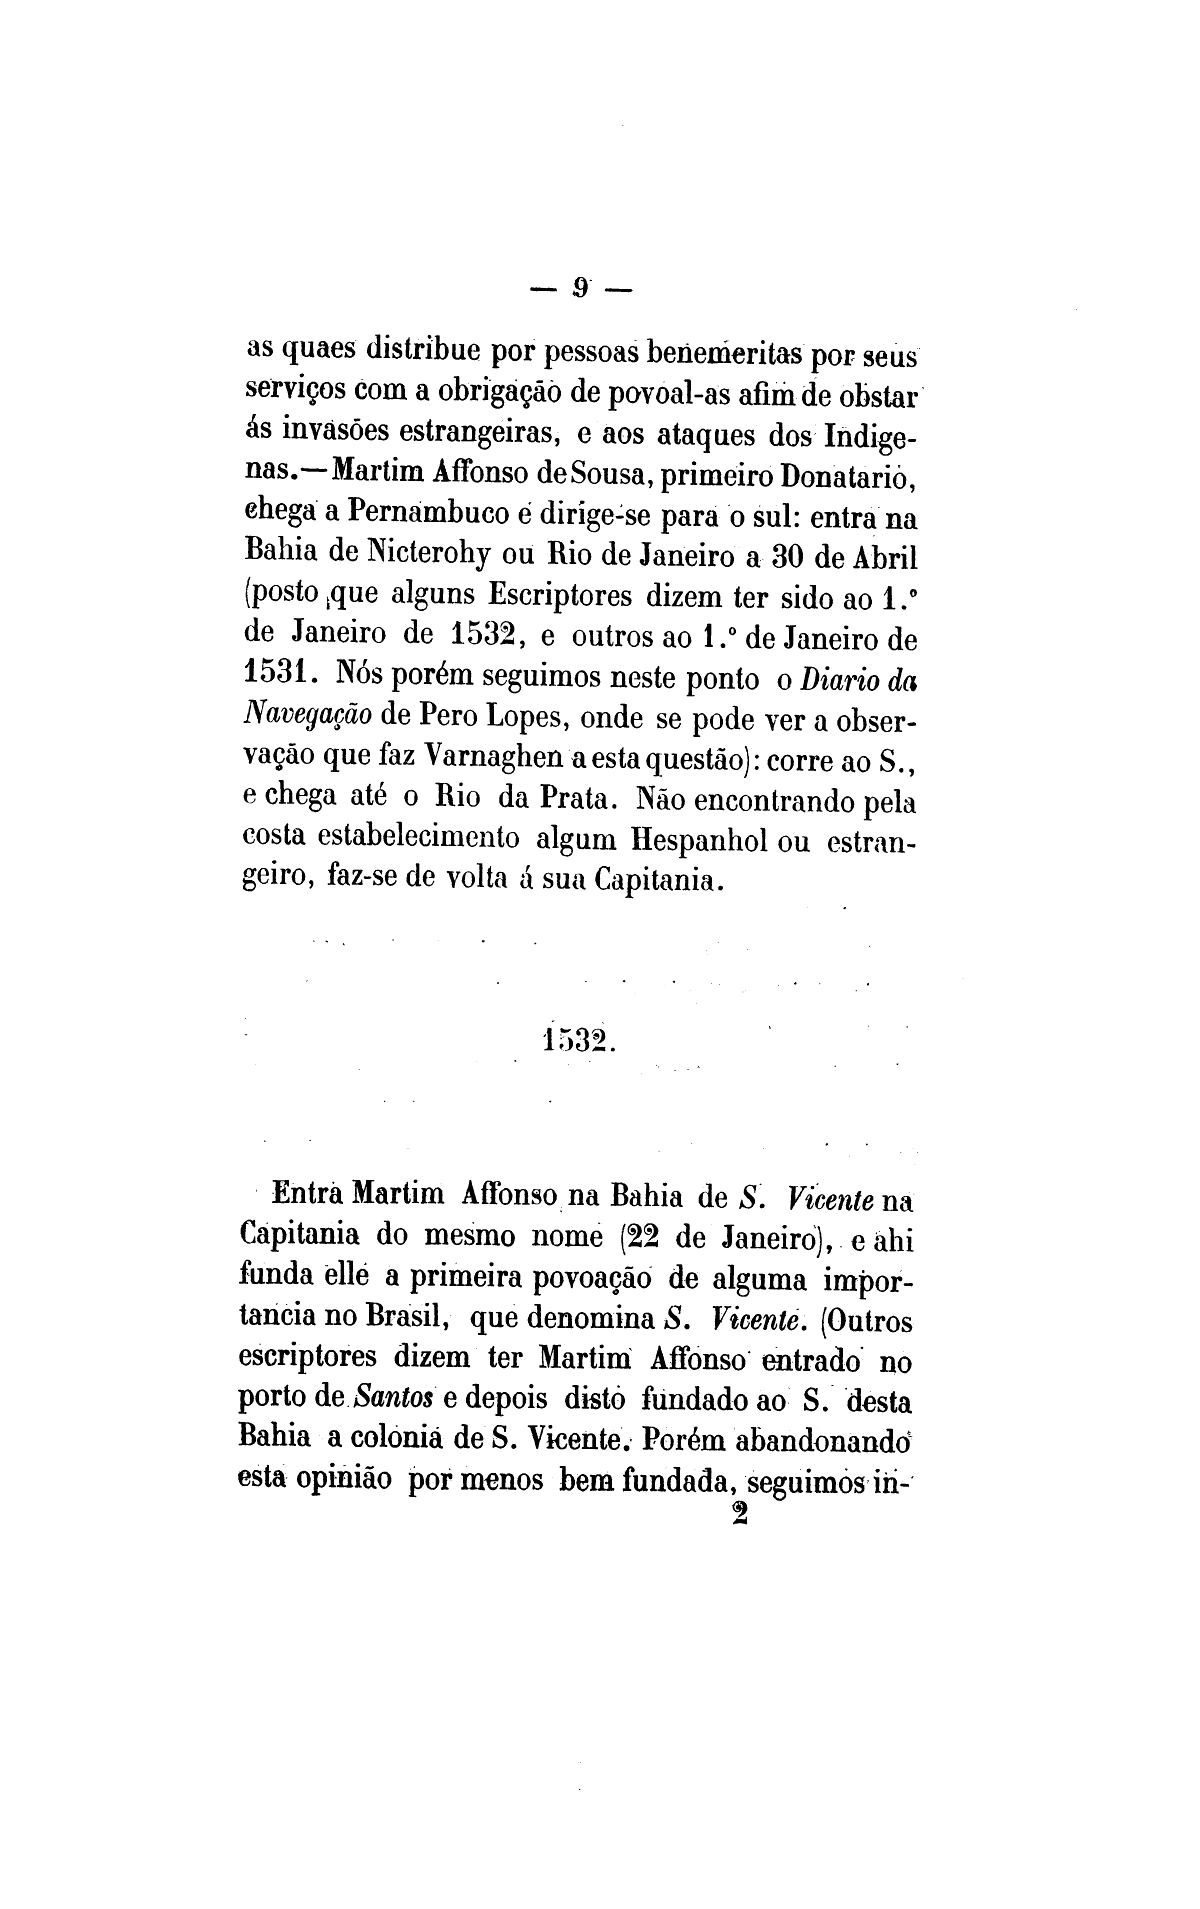 — 9 —
as quaes distribue por pessoas benemeritas por seus
serviços com a obrigação de povoal-as afim de obstar
ás invasões estrangeiras, e aos ataques dos Indige-
nas.—Martim Affonso de Sousa, primeiro Donatario,
chega a Pernambuco e dirige-se para o sul: entra na
Bahia de Nicterohy ou Rio de Janeiro a 30 de Abril
(posto que alguns Escriptores dizem ter sido ao 1.º
de Janeiro de 1532, e outros ao 1.º de Janeiro de
1531. Nós porém seguimos neste ponto o Diario da
Navegação de Pero Lopes, onde se pode ver a obser-
vação que faz Varnaghen a esta questão): corre ao S.,
e chega até o Rio da Prata. Não encontrando pela
costa estabelecimento algum Hespanhol ou estran-
geiro, faz-se de volta á sua Capitania.
1532.
Entra Martim Affonso na Bahia de S. Vicente na
Capitania do mesmo nome (22 de Janeiro), e ahi
funda elle a primeira povoação de alguma impor-
tancia no Brasil, que denomina S. Vicente. (Outros
escriptores dizem ter Martim Affonso entrado no
porto de Santos e depois disto fundado ao S. desta
Bahia a colonia de S. Vicente. Porém abandonando
esta opinião por menos bem fundada, seguimos in-
2